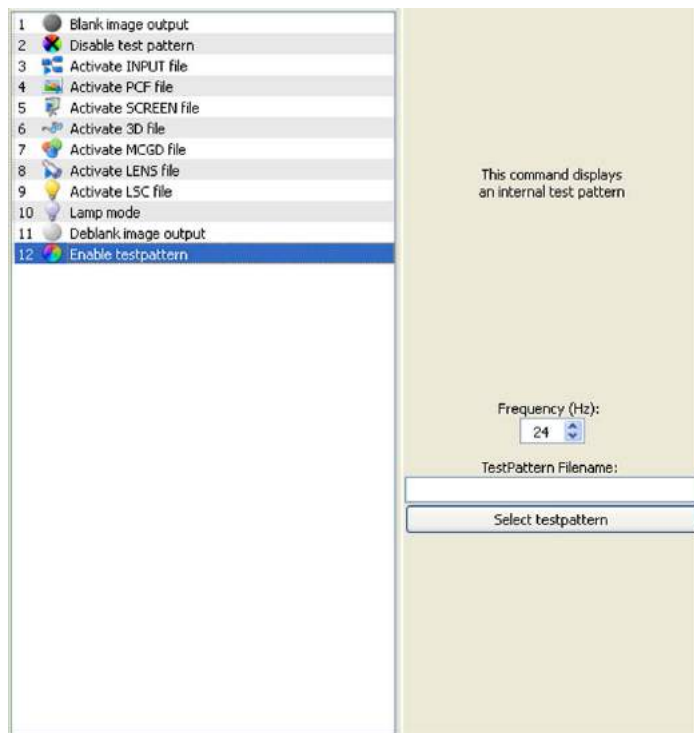 1 Blank image output
2 Disable test pattern
3 Activate INPUT file
4 Activate PCF file
5 Activate SCREEN file
6 Activate 3D file
7 Activate MCGD file
8 Activate LENS file
9 Activate LSC file
10 Lamp mode
11 Deblank image output
12 Enable testpattern
This command displays
an internal test pattern
Frequency (Hz):
24
TestPattern Filename:
Select testpattern